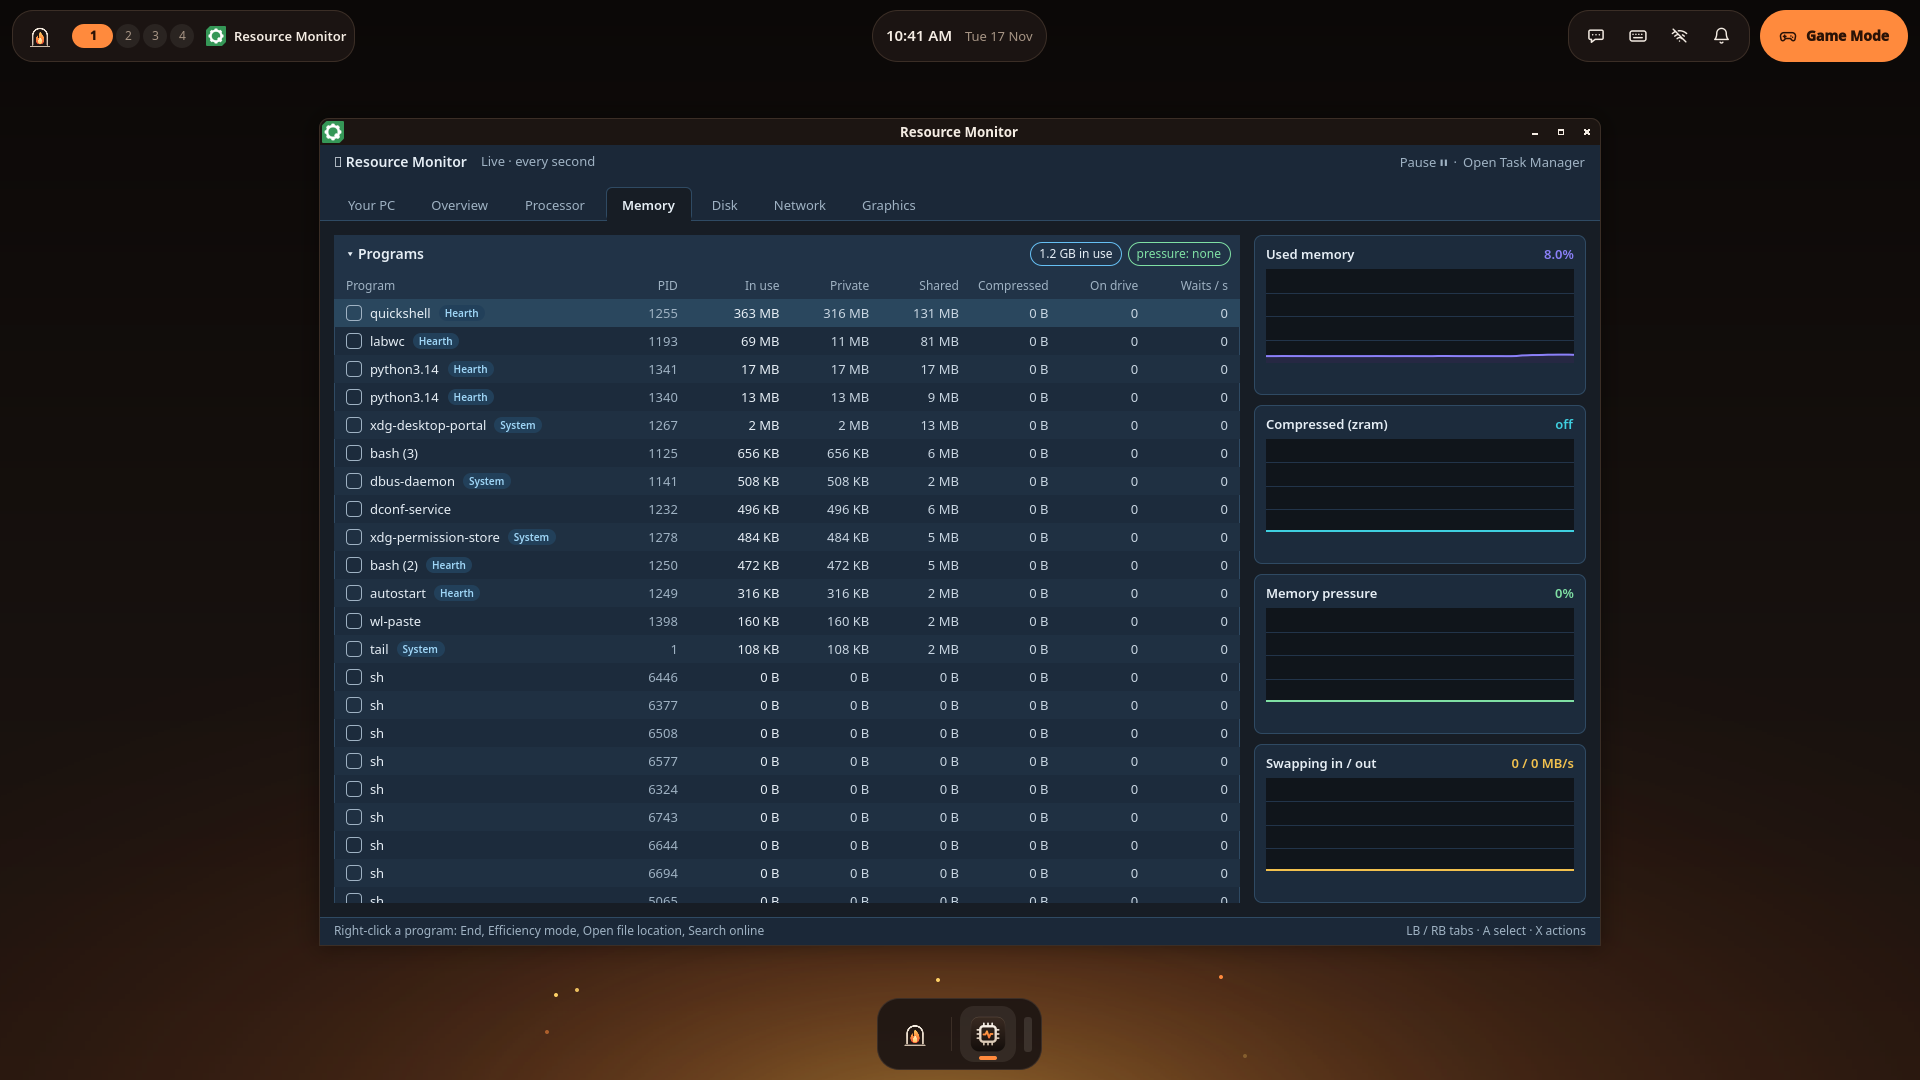 1 2 3 4 Resource Monitor
10:41 AM Tue 17 Nov
Game Mode
Resource Monitor
Resource Monitor Live · every second
Pause · Open Task Manager
Your PC Overview Processor Memory Disk Network Graphics
Programs 1.2 GB in use pressure: none
Program PID In use Private Shared Compressed On drive Waits / s
quickshell Hearth 1255 363 MB 316 MB 131 MB 0 B 0 0
labwc Hearth 1193 69 MB 11 MB 81 MB 0 B 0 0
python3.14 Hearth 1341 17 MB 17 MB 17 MB 0 B 0 0
python3.14 Hearth 1340 13 MB 13 MB 9 MB 0 B 0 0
xdg-desktop-portal System 1267 2 MB 2 MB 13 MB 0 B 0 0
bash (3) 1125 656 KB 656 KB 6 MB 0 B 0 0
dbus-daemon System 1141 508 KB 508 KB 2 MB 0 B 0 0
dconf-service 1232 496 KB 496 KB 6 MB 0 B 0 0
xdg-permission-store System 1278 484 KB 484 KB 5 MB 0 B 0 0
bash (2) Hearth 1250 472 KB 472 KB 5 MB 0 B 0 0
autostart Hearth 1249 316 KB 316 KB 2 MB 0 B 0 0
wl-paste 1398 160 KB 160 KB 2 MB 0 B 0 0
tail System 1 108 KB 108 KB 2 MB 0 B 0 0
sh 6446 0 B 0 B 0 B 0 B 0 0
sh 6377 0 B 0 B 0 B 0 B 0 0
sh 6508 0 B 0 B 0 B 0 B 0 0
sh 6577 0 B 0 B 0 B 0 B 0 0
sh 6324 0 B 0 B 0 B 0 B 0 0
sh 6743 0 B 0 B 0 B 0 B 0 0
sh 6644 0 B 0 B 0 B 0 B 0 0
sh 6694 0 B 0 B 0 B 0 B 0 0
sh 5065 0 B 0 B 0 B 0 B 0 0
Used memory 8.0%
Compressed (zram) off
Memory pressure 0%
Swapping in / out 0 / 0 MB/s
Right-click a program: End, Efficiency mode, Open file location, Search online
LB / RB tabs · A select · X actions